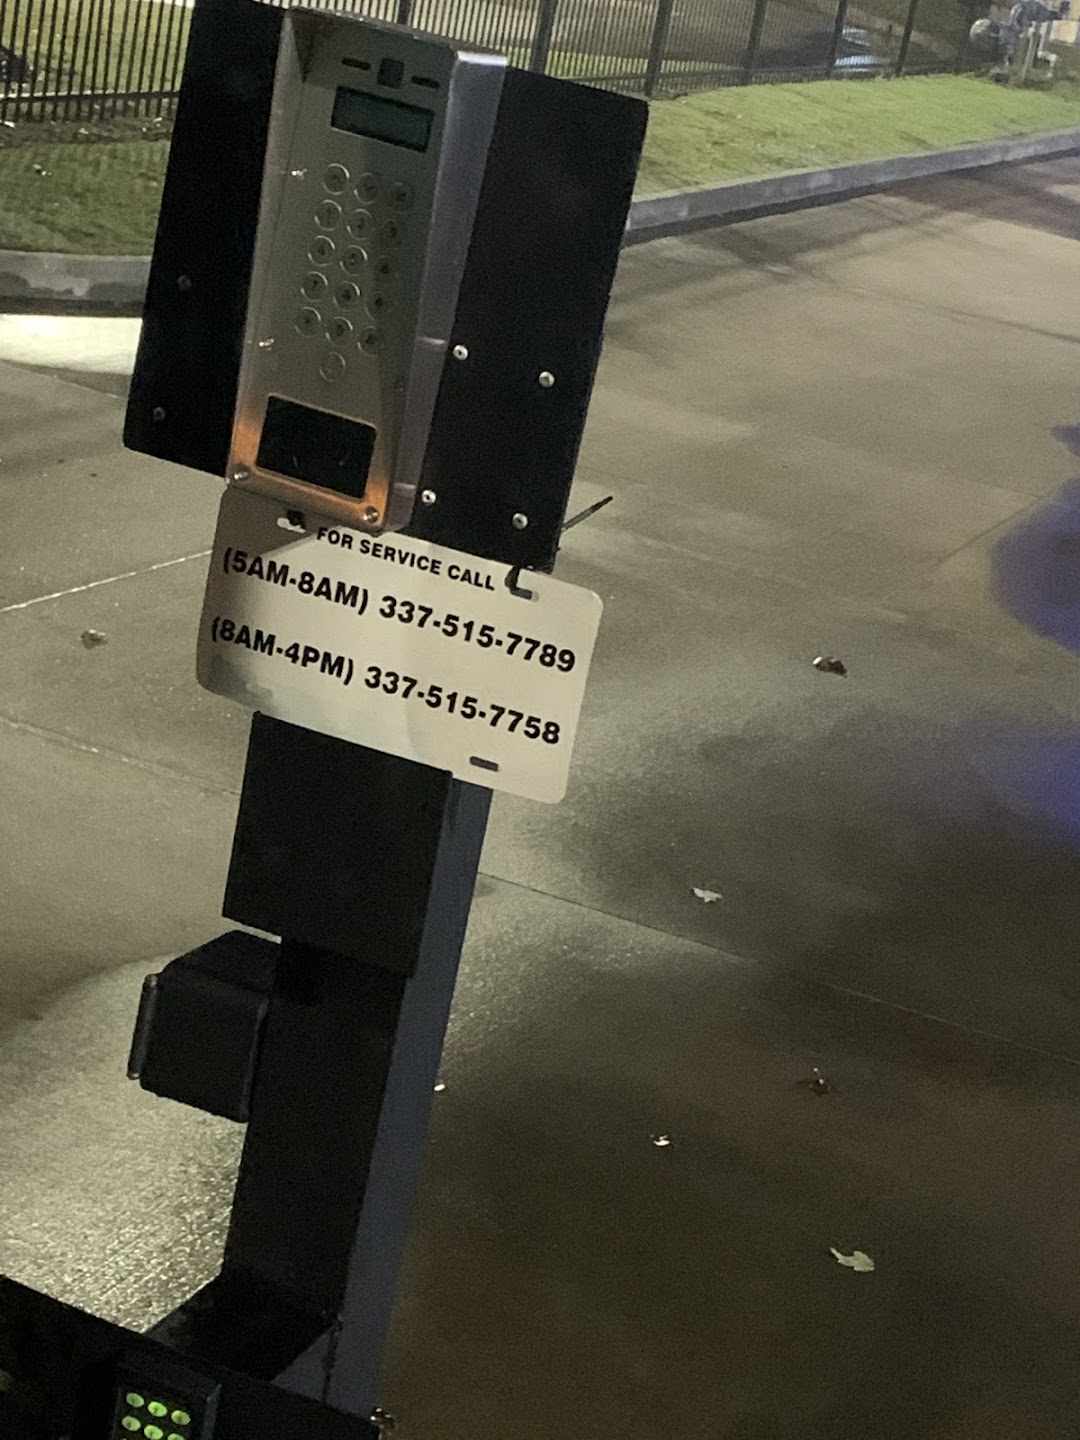 FOR SERVICE CALL
(5AM-8AM) 337-515-7789
(8AM-4PM) 337-515-7758